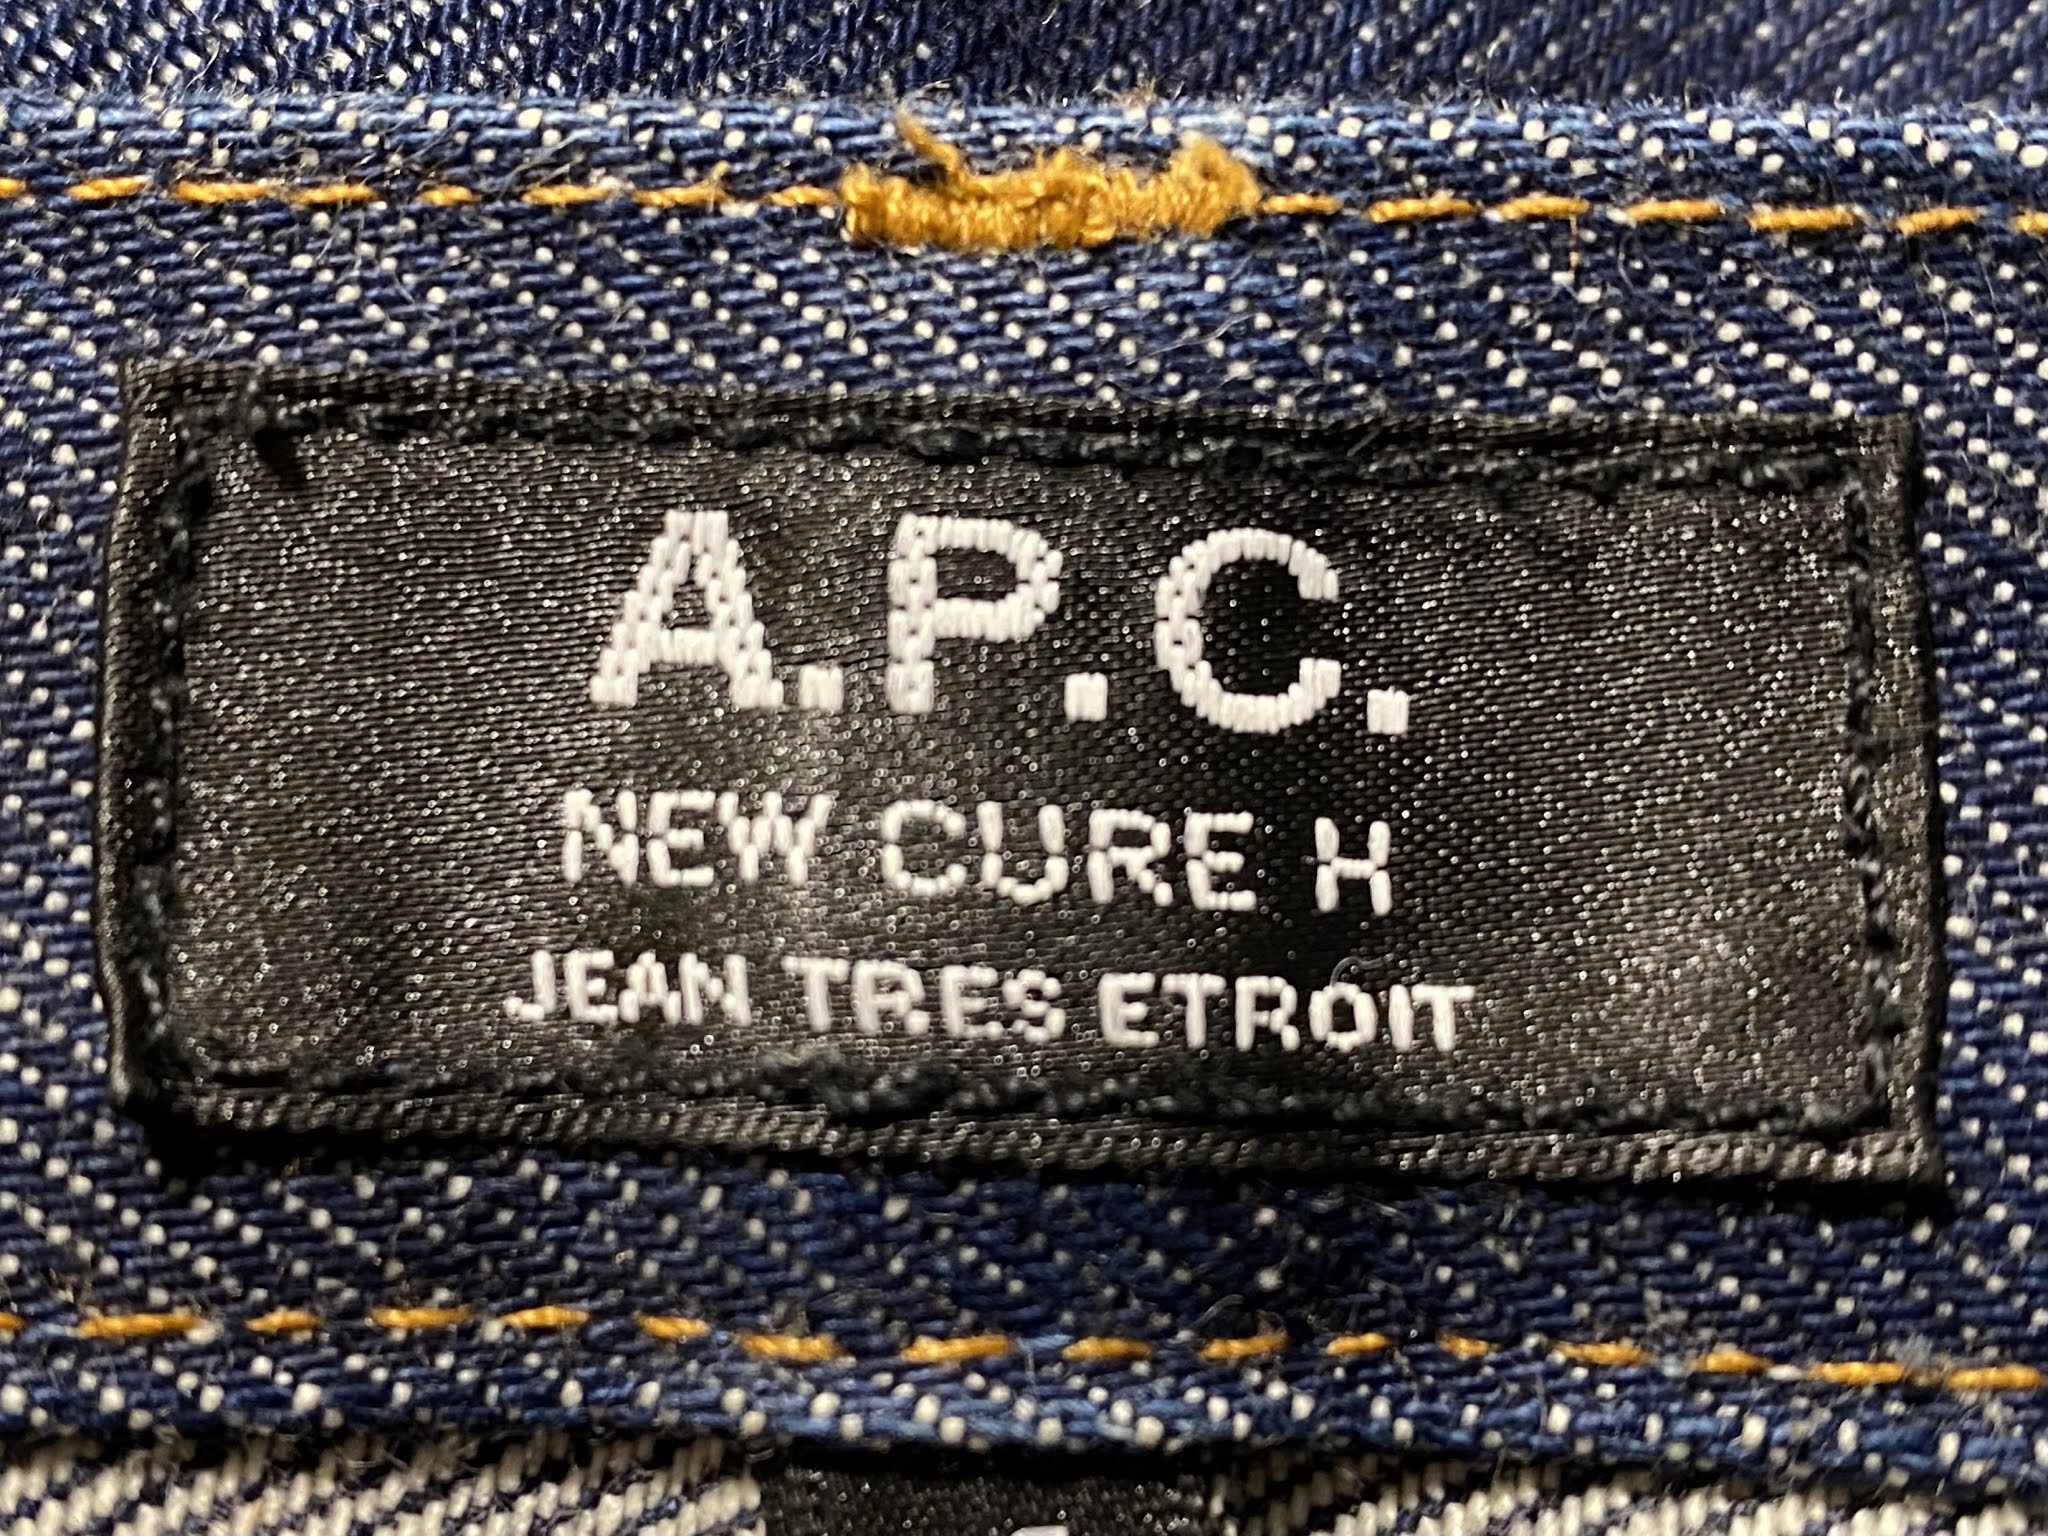 A.P.C.
NEW CURE H
JEAN TRES ETROIT